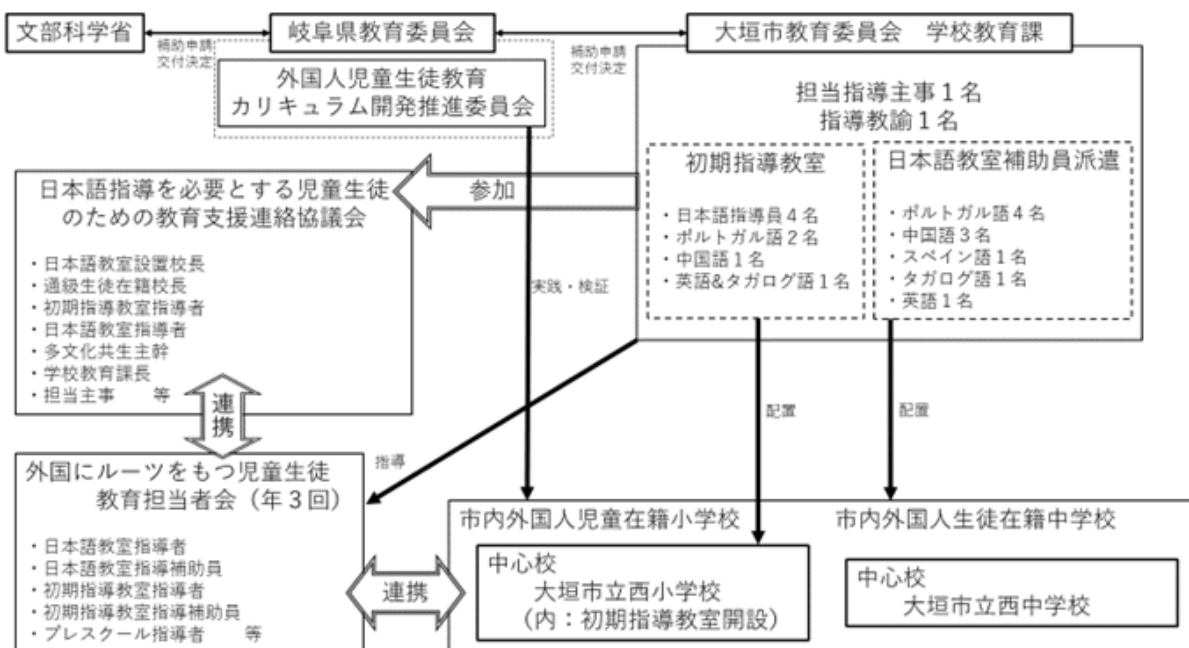 文部科学省
補助申請
交付決定
岐阜県教育委員会
補助申請
交付決定
大垣市教育委員会　学校教育課
外国人児童生徒教育
カリキュラム開発推進委員会
担当指導主事１名
指導教諭１名
初期指導教室
・日本語指導員４名
・ポルトガル語２名
・中国語１名
・英語&タガログ語１名
日本語教室補助員派遣
・ポルトガル語４名
・中国語３名
・スペイン語１名
・タガログ語１名
・英語１名
参加
日本語指導を必要とする児童生徒
のための教育支援連絡協議会
・日本語教室設置校長
・通級生徒在籍校長
・初期指導教室指導者
・日本語教室指導者
・多文化共生主幹
・学校教育課長
・担当主事　　等
実践・検証
連携
配置
配置
指導
外国にルーツをもつ児童生徒
教育担当者会（年３回）
・日本語教室指導者
・日本語教室指導補助員
・初期指導教室指導者
・初期指導教室指導補助員
・プレスクール指導者　　等
連携
市内外国人児童在籍小学校
中心校
大垣市立西小学校
（内：初期指導教室開設）
市内外国人生徒在籍中学校
中心校
大垣市立西中学校